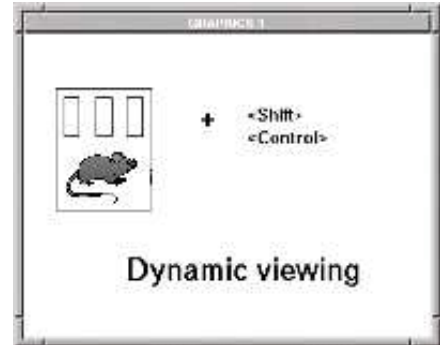 GRAPHICS 1
+ <Shift>
<Control>
Dynamic viewing